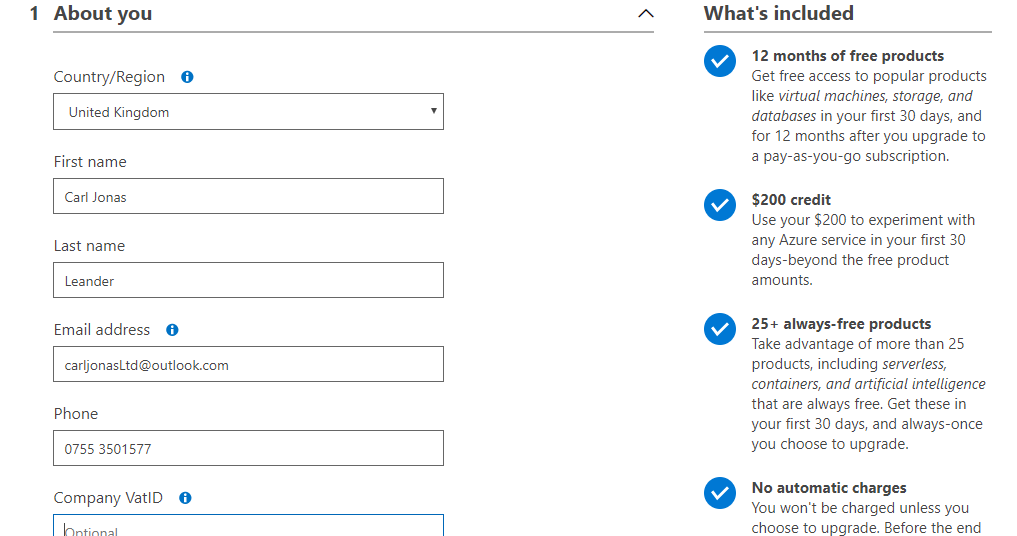 1 About you
Country/Region
United Kingdom
First name
Carl Jonas
Last name
Leander
Email address
carljonasLtd@outlook.com
Phone
0755 3501577
Company VatID
Optional
What's included
12 months of free products
Get free access to popular products
like virtual machines, storage, and
databases in your first 30 days, and
for 12 months after you upgrade to
a pay-as-you-go subscription.
$200 credit
Use your $200 to experiment with
any Azure service in your first 30
days-beyond the free product
amounts.
25+ always-free products
Take advantage of more than 25
products, including serverless,
containers, and artificial intelligence
that are always free. Get these in
your first 30 days, and always-once
you choose to upgrade.
No automatic charges
You won't be charged unless you
choose to upgrade. Before the end